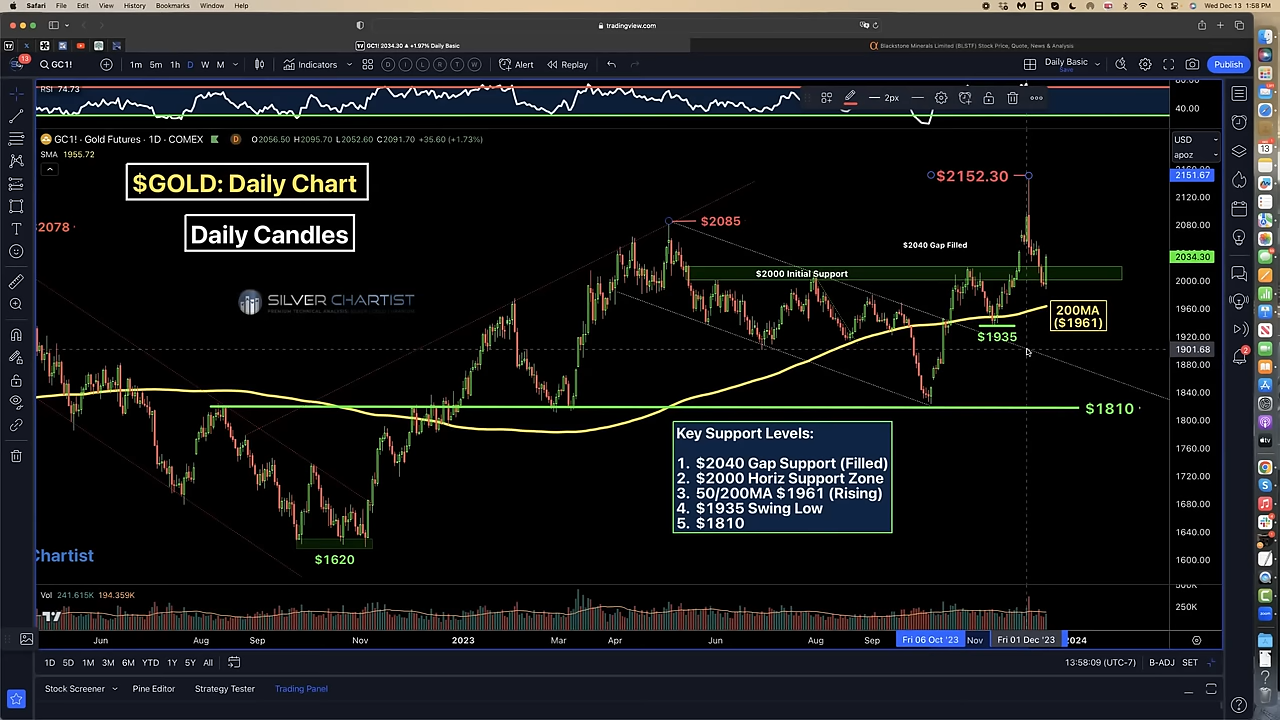 Safari File Edit View History Bookmarks Window Help
Wed Dec 13 1:58 PM
tradingview.com
GC1! 2034.30 ▲ +1.97% Daily Basic
Blackstone Minerals Limited (BLSTF) Stock Price, Quote, News & Analysis
13
GC1!
1m 5m 1h D W M
Indicators
Alert
Replay
Daily Basic
Save
Publish
RSI 74.73
2px
80.00
40.00
GC1! · Gold Futures · 1D · COMEX
D
O2056.50 H2095.70 L2052.60 C2091.70 +35.60 (+1.73%)
SMA 1955.72
USD
apoz
$GOLD: Daily Chart
Daily Candles
2078
SILVER CHARTIST
$2085
$2152.30
$2040 Gap Filled
$2000 Initial Support
200MA
($1961)
$1935
$1810
$1620
Chartist
Key Support Levels:
1. $2040 Gap Support (Filled)
2. $2000 Horiz Support Zone
3. 50/200MA $1961 (Rising)
4. $1935 Swing Low
5. $1810
2151.67
2120.00
2080.00
2034.30
2000.00
1960.00
1920.00
1901.68
1880.00
1840.00
1800.00
1760.00
1720.00
1680.00
1640.00
1600.00
Vol 241.615K 194.359K
500K
250K
Jun Aug Sep Nov 2023 Mar Apr Jun Aug Sep Fri 06 Oct '23 Nov Fri 01 Dec '23 2024
1D 5D 1M 3M 6M YTD 1Y 5Y All
13:58:09 (UTC-7)
B-ADJ SET
Stock Screener Pine Editor Strategy Tester Trading Panel